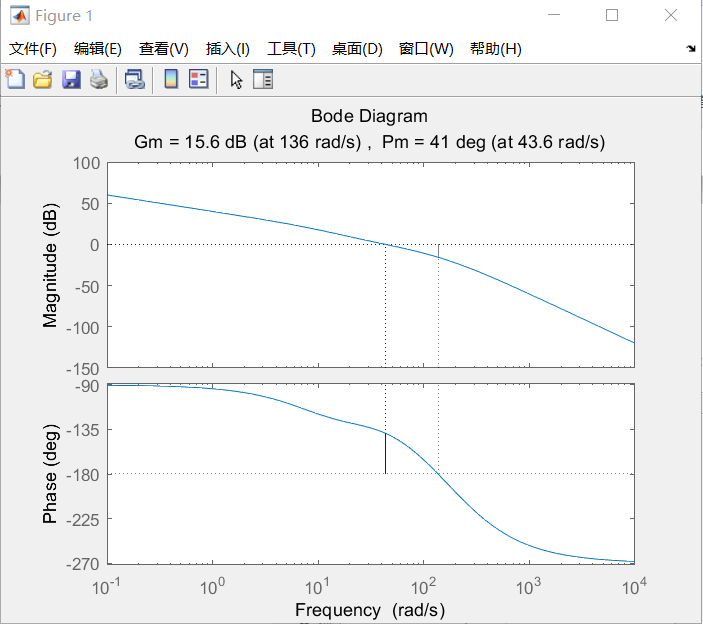 Figure 1
文件(F) 编辑(E) 查看(V) 插入(I) 工具(T) 桌面(D) 窗口(W) 帮助(H)
Bode Diagram
Gm = 15.6 dB (at 136 rad/s) , Pm = 41 deg (at 43.6 rad/s)
Magnitude (dB)
100
50
0
-50
-100
-150
Phase (deg)
-90
-135
-180
-225
-270
10^-1 10^0 10^1 10^2 10^3 10^4
Frequency (rad/s)